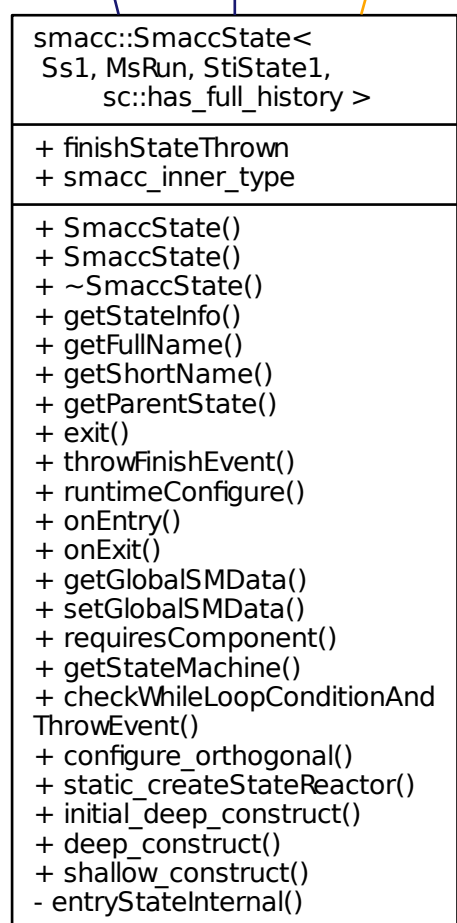 smacc::SmaccState<
Ss1, MsRun, StiState1,
sc::has_full_history >
+ finishStateThrown
+ smacc_inner_type
+ SmaccState()
+ SmaccState()
+ ~SmaccState()
+ getStateInfo()
+ getFullName()
+ getShortName()
+ getParentState()
+ exit()
+ throwFinishEvent()
+ runtimeConfigure()
+ onEntry()
+ onExit()
+ getGlobalSMData()
+ setGlobalSMData()
+ requiresComponent()
+ getStateMachine()
+ checkWhileLoopConditionAnd
ThrowEvent()
+ configure_orthogonal()
+ static_createStateReactor()
+ initial_deep_construct()
+ deep_construct()
+ shallow_construct()
- entryStateInternal()